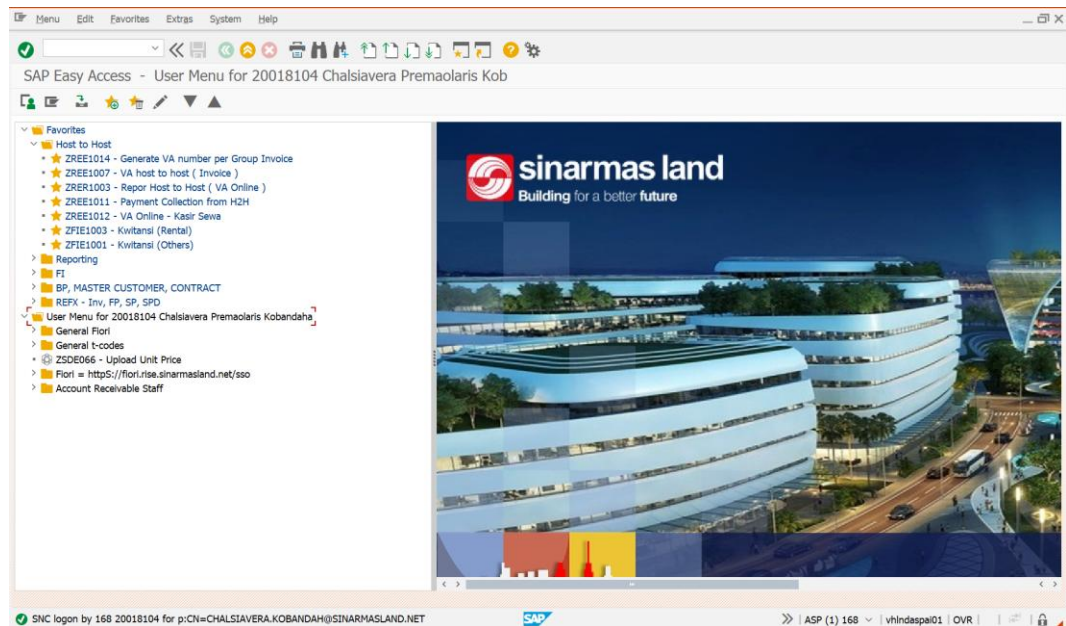 Menu Edit Favorites Extras System Help
SAP Easy Access - User Menu for 20018104 Chalsiavera Premaolaris Kob
Favorites
Host to Host
ZREE1014 - Generate VA number per Group Invoice
ZREE1007 - VA host to host ( Invoice )
ZRER1003 - Repor Host to Host ( VA Online )
ZREE1011 - Payment Collection from H2H
ZREE1012 - VA Online - Kasir Sewa
ZFIE1003 - Kwitansi (Rental)
ZFIE1001 - Kwitansi (Others)
Reporting
FI
BP, MASTER CUSTOMER, CONTRACT
REFX - Inv, FP, SP, SPD
User Menu for 20018104 Chalsiavera Premaolaris Kobandaha
General Fiori
General t-codes
ZSDE066 - Upload Unit Price
Fiori = httpS://fiori.rise.sinarmasland.net/sso
Account Receivable Staff
sinarmas land
Building for a better future
SNC logon by 168 20018104 for p:CN=CHALSIAVERA.KOBANDAH@SINARMASLAND.NET
SAP
ASP (1) 168
vhlndaspai01
OVR